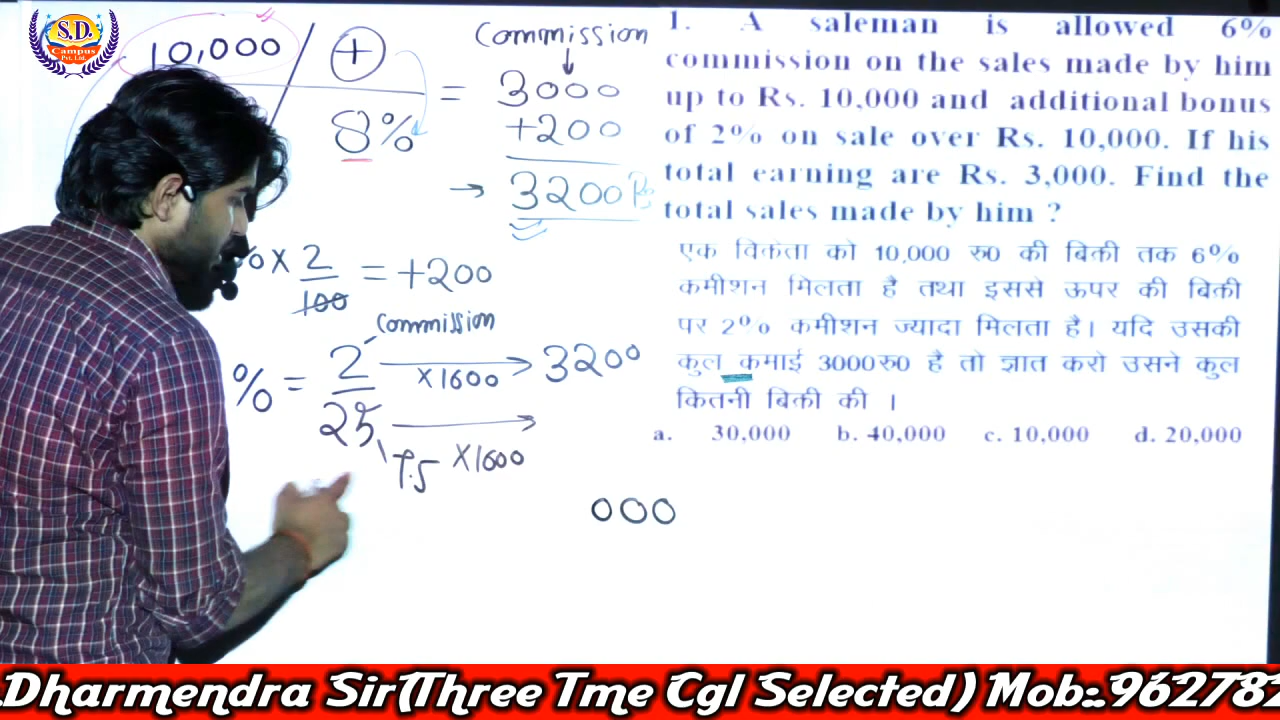 S.D.
Campus
Pvt. Ltd.
10,000
+
8%
Commission
= 3000
+200
→ 3200
× 2/100 = +200
% = 2/25
Commission
×1600 → 3200
T.S ×1600 →
000
1. A saleman is allowed 6%
commission on the sales made by him
up to Rs. 10,000 and additional bonus
of 2% on sale over Rs. 10,000. If his
total earning are Rs. 3,000. Find the
total sales made by him ?
एक विकेता को 10,000 रू0 की बिकी तक 6%
कमीशन मिलता है तथा इससे ऊपर की बिकी
पर 2% कमीशन ज्यादा मिलता है। यदि उसकी
कुल कमाई 3000रू0 है तो ज्ञात करो उसने कुल
कितनी बिकी की ।
a. 30,000 b. 40,000 c. 10,000 d. 20,000
Dharmendra Sir(Three Tme Cgl Selected) Mob:.96278